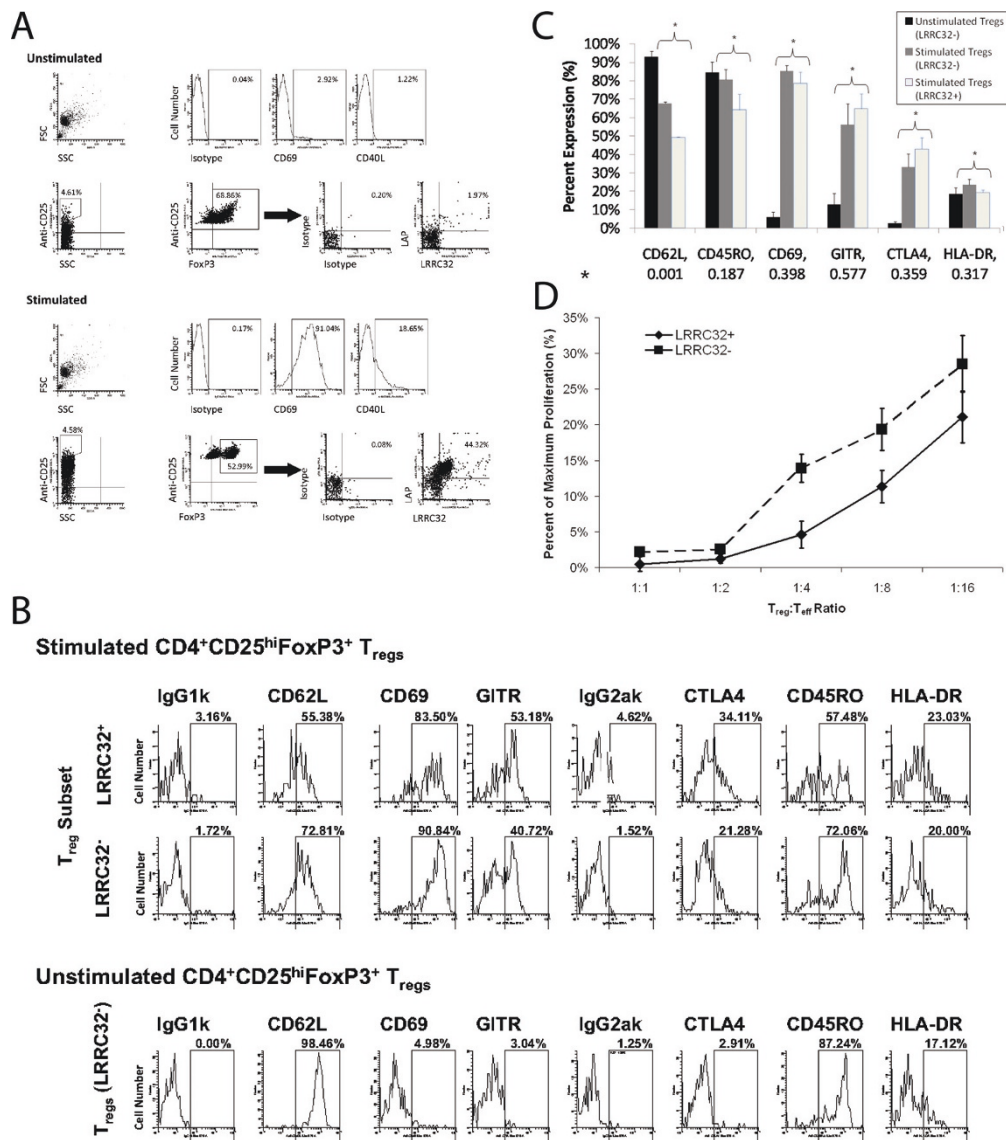 A
Unstimulated
FSC
SSC
Cell Number
0.04%
Isotype
2.92%
CD69
1.22%
CD40L
Anti-CD25
4.61%
SSC
Anti-CD25
68.86%
FoxP3
Isotype
0.20%
Isotype
LAP
1.97%
LRRC32
Stimulated
FSC
SSC
Cell Number
0.17%
Isotype
91.04%
CD69
18.65%
CD40L
Anti-CD25
4.58%
SSC
Anti-CD25
52.99%
FoxP3
Isotype
0.08%
Isotype
LAP
44.32%
LRRC32
C
Unstimulated Tregs
(LRRC32-)
Stimulated Tregs
(LRRC32-)
Stimulated Tregs
(LRRC32+)
Percent Expression (%)
100%
90%
80%
70%
60%
50%
40%
30%
20%
10%
0%
* * * * * *
CD62L, CD45RO, CD69, GITR, CTLA4, HLA-DR,
* 0.001 0.187 0.398 0.577 0.359 0.317
D
LRRC32+
LRRC32-
Percent of Maximum Proliferation (%)
35%
30%
25%
20%
15%
10%
5%
0%
1:1 1:2 1:4 1:8 1:16
Treg:Teff Ratio
B
Stimulated CD4+CD25hiFoxP3+ Tregs
IgG1k CD62L CD69 GITR IgG2ak CTLA4 CD45RO HLA-DR
3.16% 55.38% 83.50% 53.18% 4.62% 34.11% 57.48% 23.03%
Treg Subset
LRRC32+
Cell Number
1.72% 72.81% 90.84% 40.72% 1.52% 21.28% 72.06% 20.00%
LRRC32-
Cell Number
Unstimulated CD4+CD25hiFoxP3+ Tregs
IgG1k CD62L CD69 GITR IgG2ak CTLA4 CD45RO HLA-DR
0.00% 98.46% 4.98% 3.04% 1.25% 2.91% 87.24% 17.12%
Tregs (LRRC32-)
Cell Number